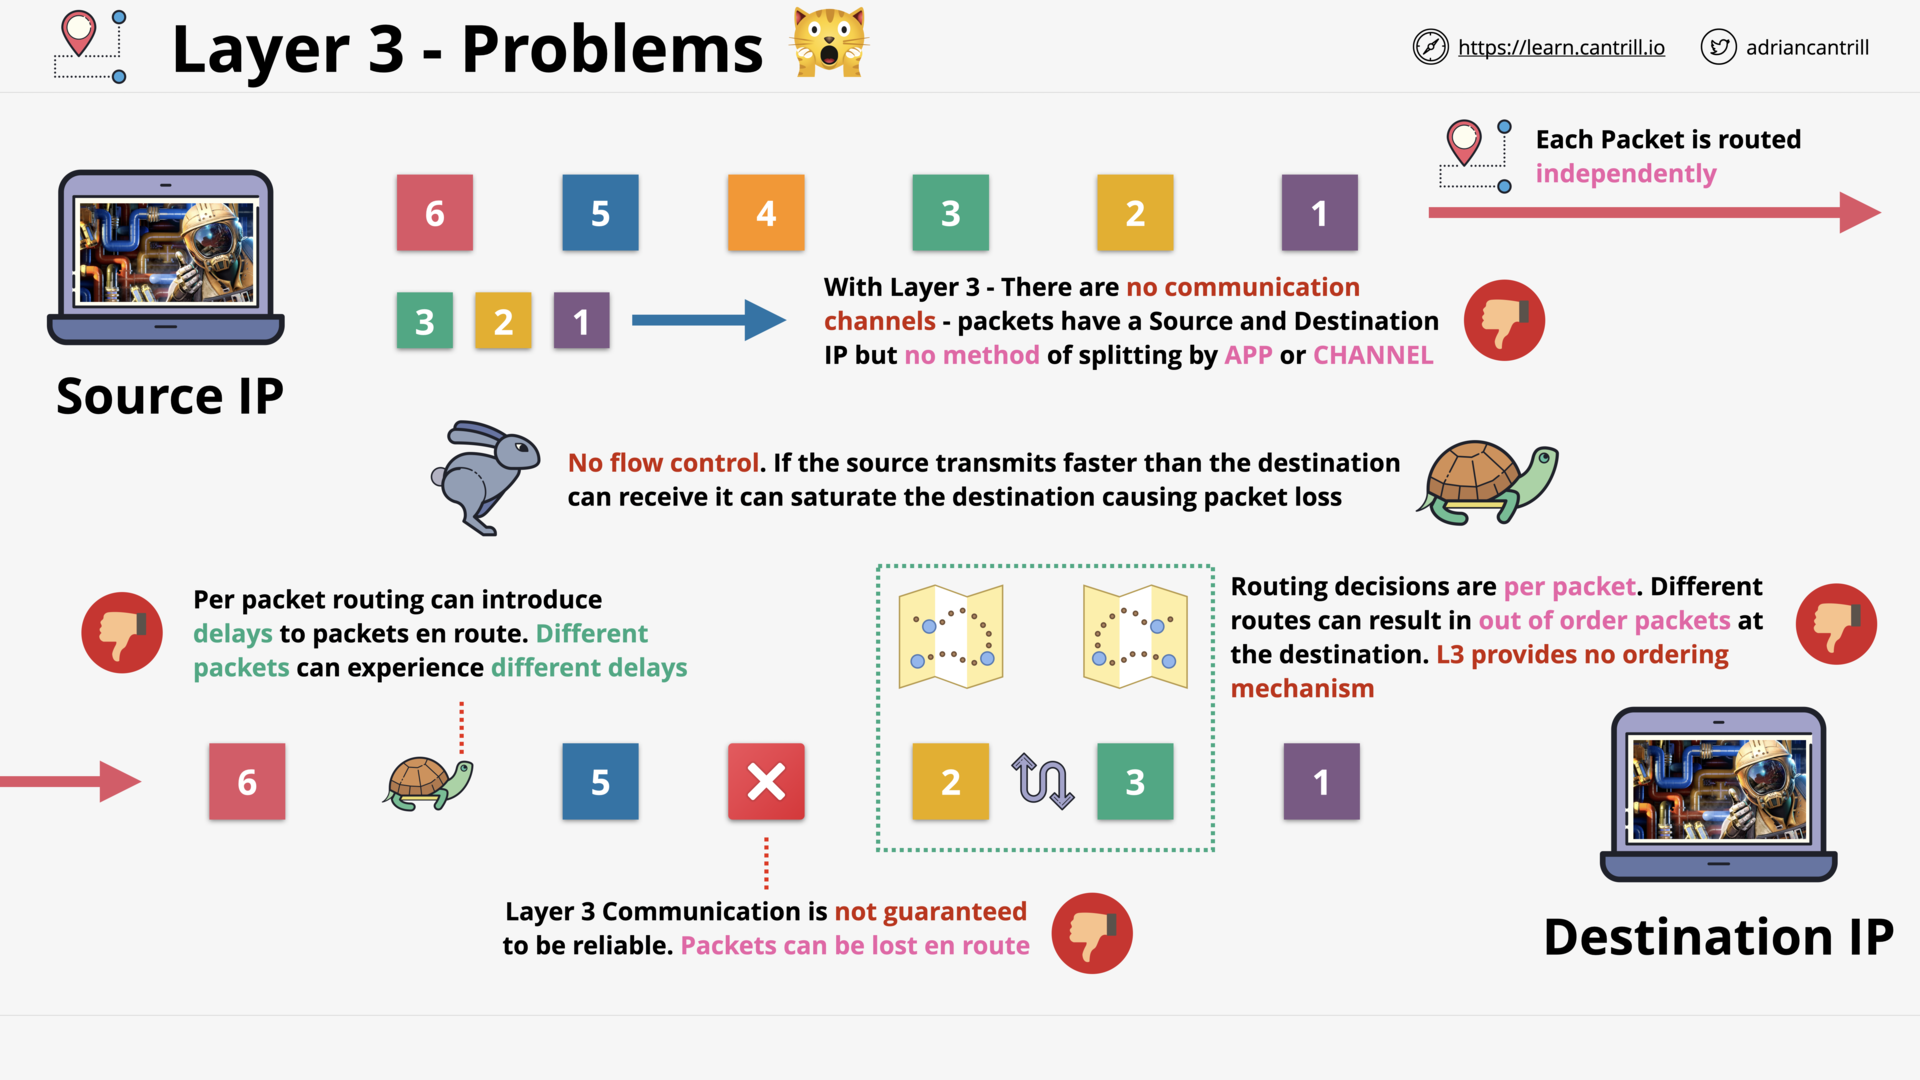 Layer 3 - Problems
https://learn.cantrill.io
adriancantrill
Each Packet is routed
independently
6 5 4 3 2 1
3 2 1
With Layer 3 - There are no communication
channels - packets have a Source and Destination
IP but no method of splitting by APP or CHANNEL
Source IP
No flow control. If the source transmits faster than the destination
can receive it can saturate the destination causing packet loss
Per packet routing can introduce
delays to packets en route. Different
packets can experience different delays
Routing decisions are per packet. Different
routes can result in out of order packets at
the destination. L3 provides no ordering
mechanism
6 5 2 3 1
Layer 3 Communication is not guaranteed
to be reliable. Packets can be lost en route
Destination IP